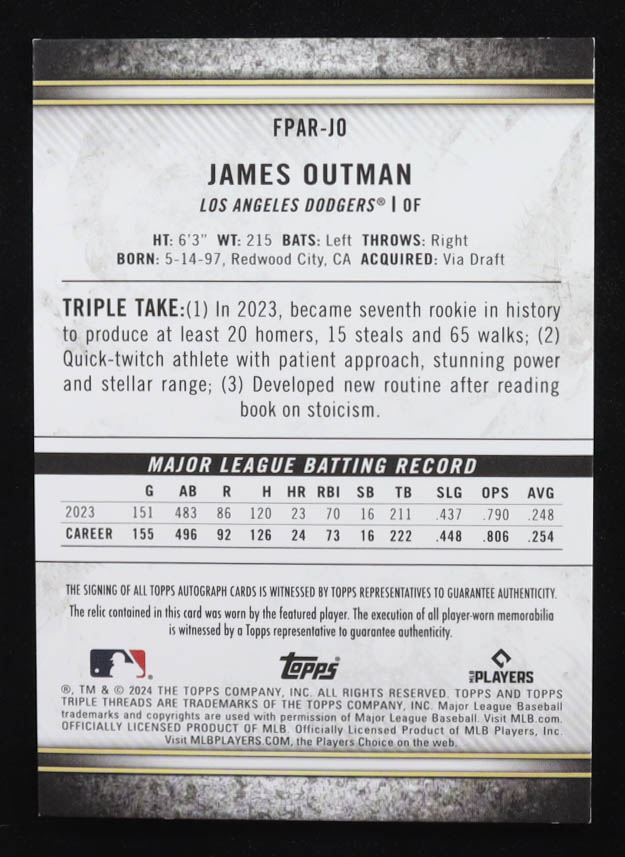 FPAR-JO
JAMES OUTMAN
LOS ANGELES DODGERS® | OF
HT: 6'3" WT: 215 BATS: Left THROWS: Right
BORN: 5-14-97, Redwood City, CA ACQUIRED: Via Draft
TRIPLE TAKE:(1) In 2023, became seventh rookie in history
to produce at least 20 homers, 15 steals and 65 walks; (2)
Quick-twitch athlete with patient approach, stunning power
and stellar range; (3) Developed new routine after reading
book on stoicism.
MAJOR LEAGUE BATTING RECORD
G AB R H HR RBI SB TB SLG OPS AVG
2023 151 483 86 120 23 70 16 211 .437 .790 .248
CAREER 155 496 92 126 24 73 16 222 .448 .806 .254
THE SIGNING OF ALL TOPPS AUTOGRAPH CARDS IS WITNESSED BY TOPPS REPRESENTATIVES TO GUARANTEE AUTHENTICITY.
The relic contained in this card was worn by the featured player. The execution of all player-worn memorabilia
is witnessed by a Topps representative to guarantee authenticity.
topps® MLB PLAYERS
®, TM & © 2024 THE TOPPS COMPANY, INC. ALL RIGHTS RESERVED. TOPPS AND TOPPS
TRIPLE THREADS ARE TRADEMARKS OF THE TOPPS COMPANY, INC. Major League Baseball
trademarks and copyrights are used with permission of Major League Baseball. Visit MLB.com.
OFFICIALLY LICENSED PRODUCT OF MLB. Officially Licensed Product of MLB Players, Inc.
Visit MLBPLAYERS.COM, the Players Choice on the web.